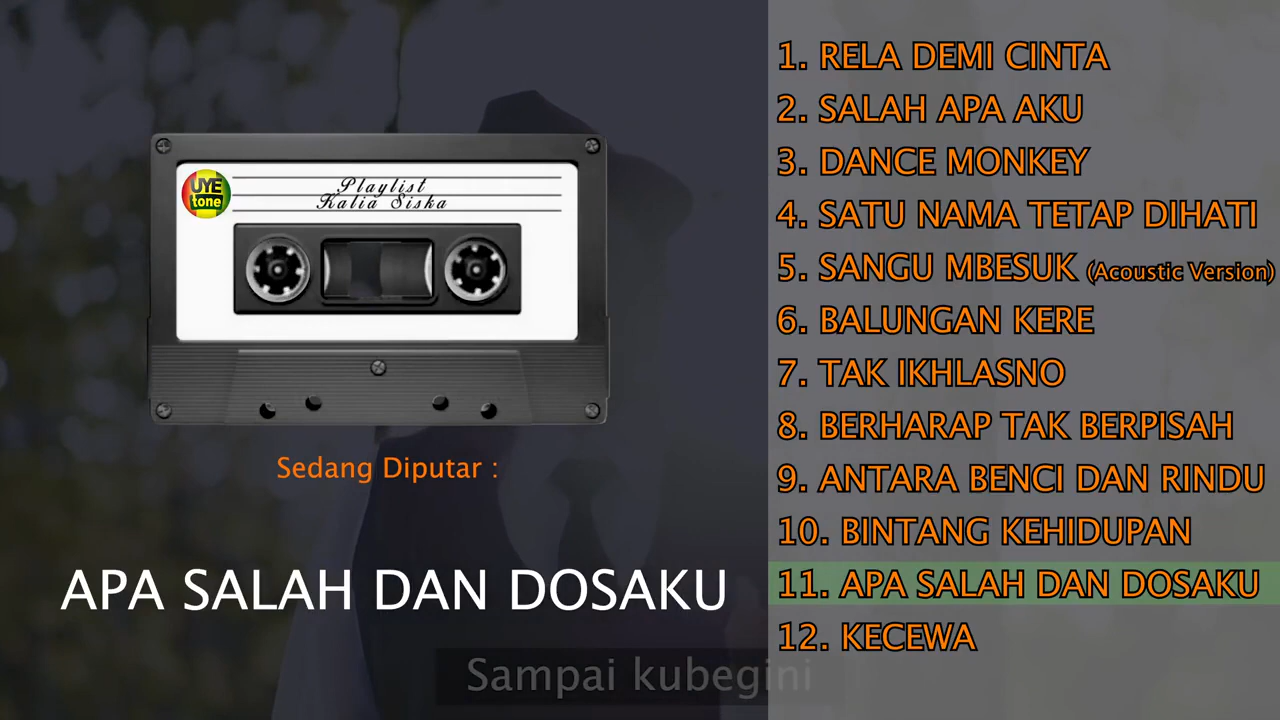 UYE
tone
Playlist
Kalia Siska
Sedang Diputar :
APA SALAH DAN DOSAKU
Sampai kubegini
1. RELA DEMI CINTA
2. SALAH APA AKU
3. DANCE MONKEY
4. SATU NAMA TETAP DIHATI
5. SANGU MBESUK (Acoustic Version)
6. BALUNGAN KERE
7. TAK IKHLASNO
8. BERHARAP TAK BERPISAH
9. ANTARA BENCI DAN RINDU
10. BINTANG KEHIDUPAN
11. APA SALAH DAN DOSAKU
12. KECEWA